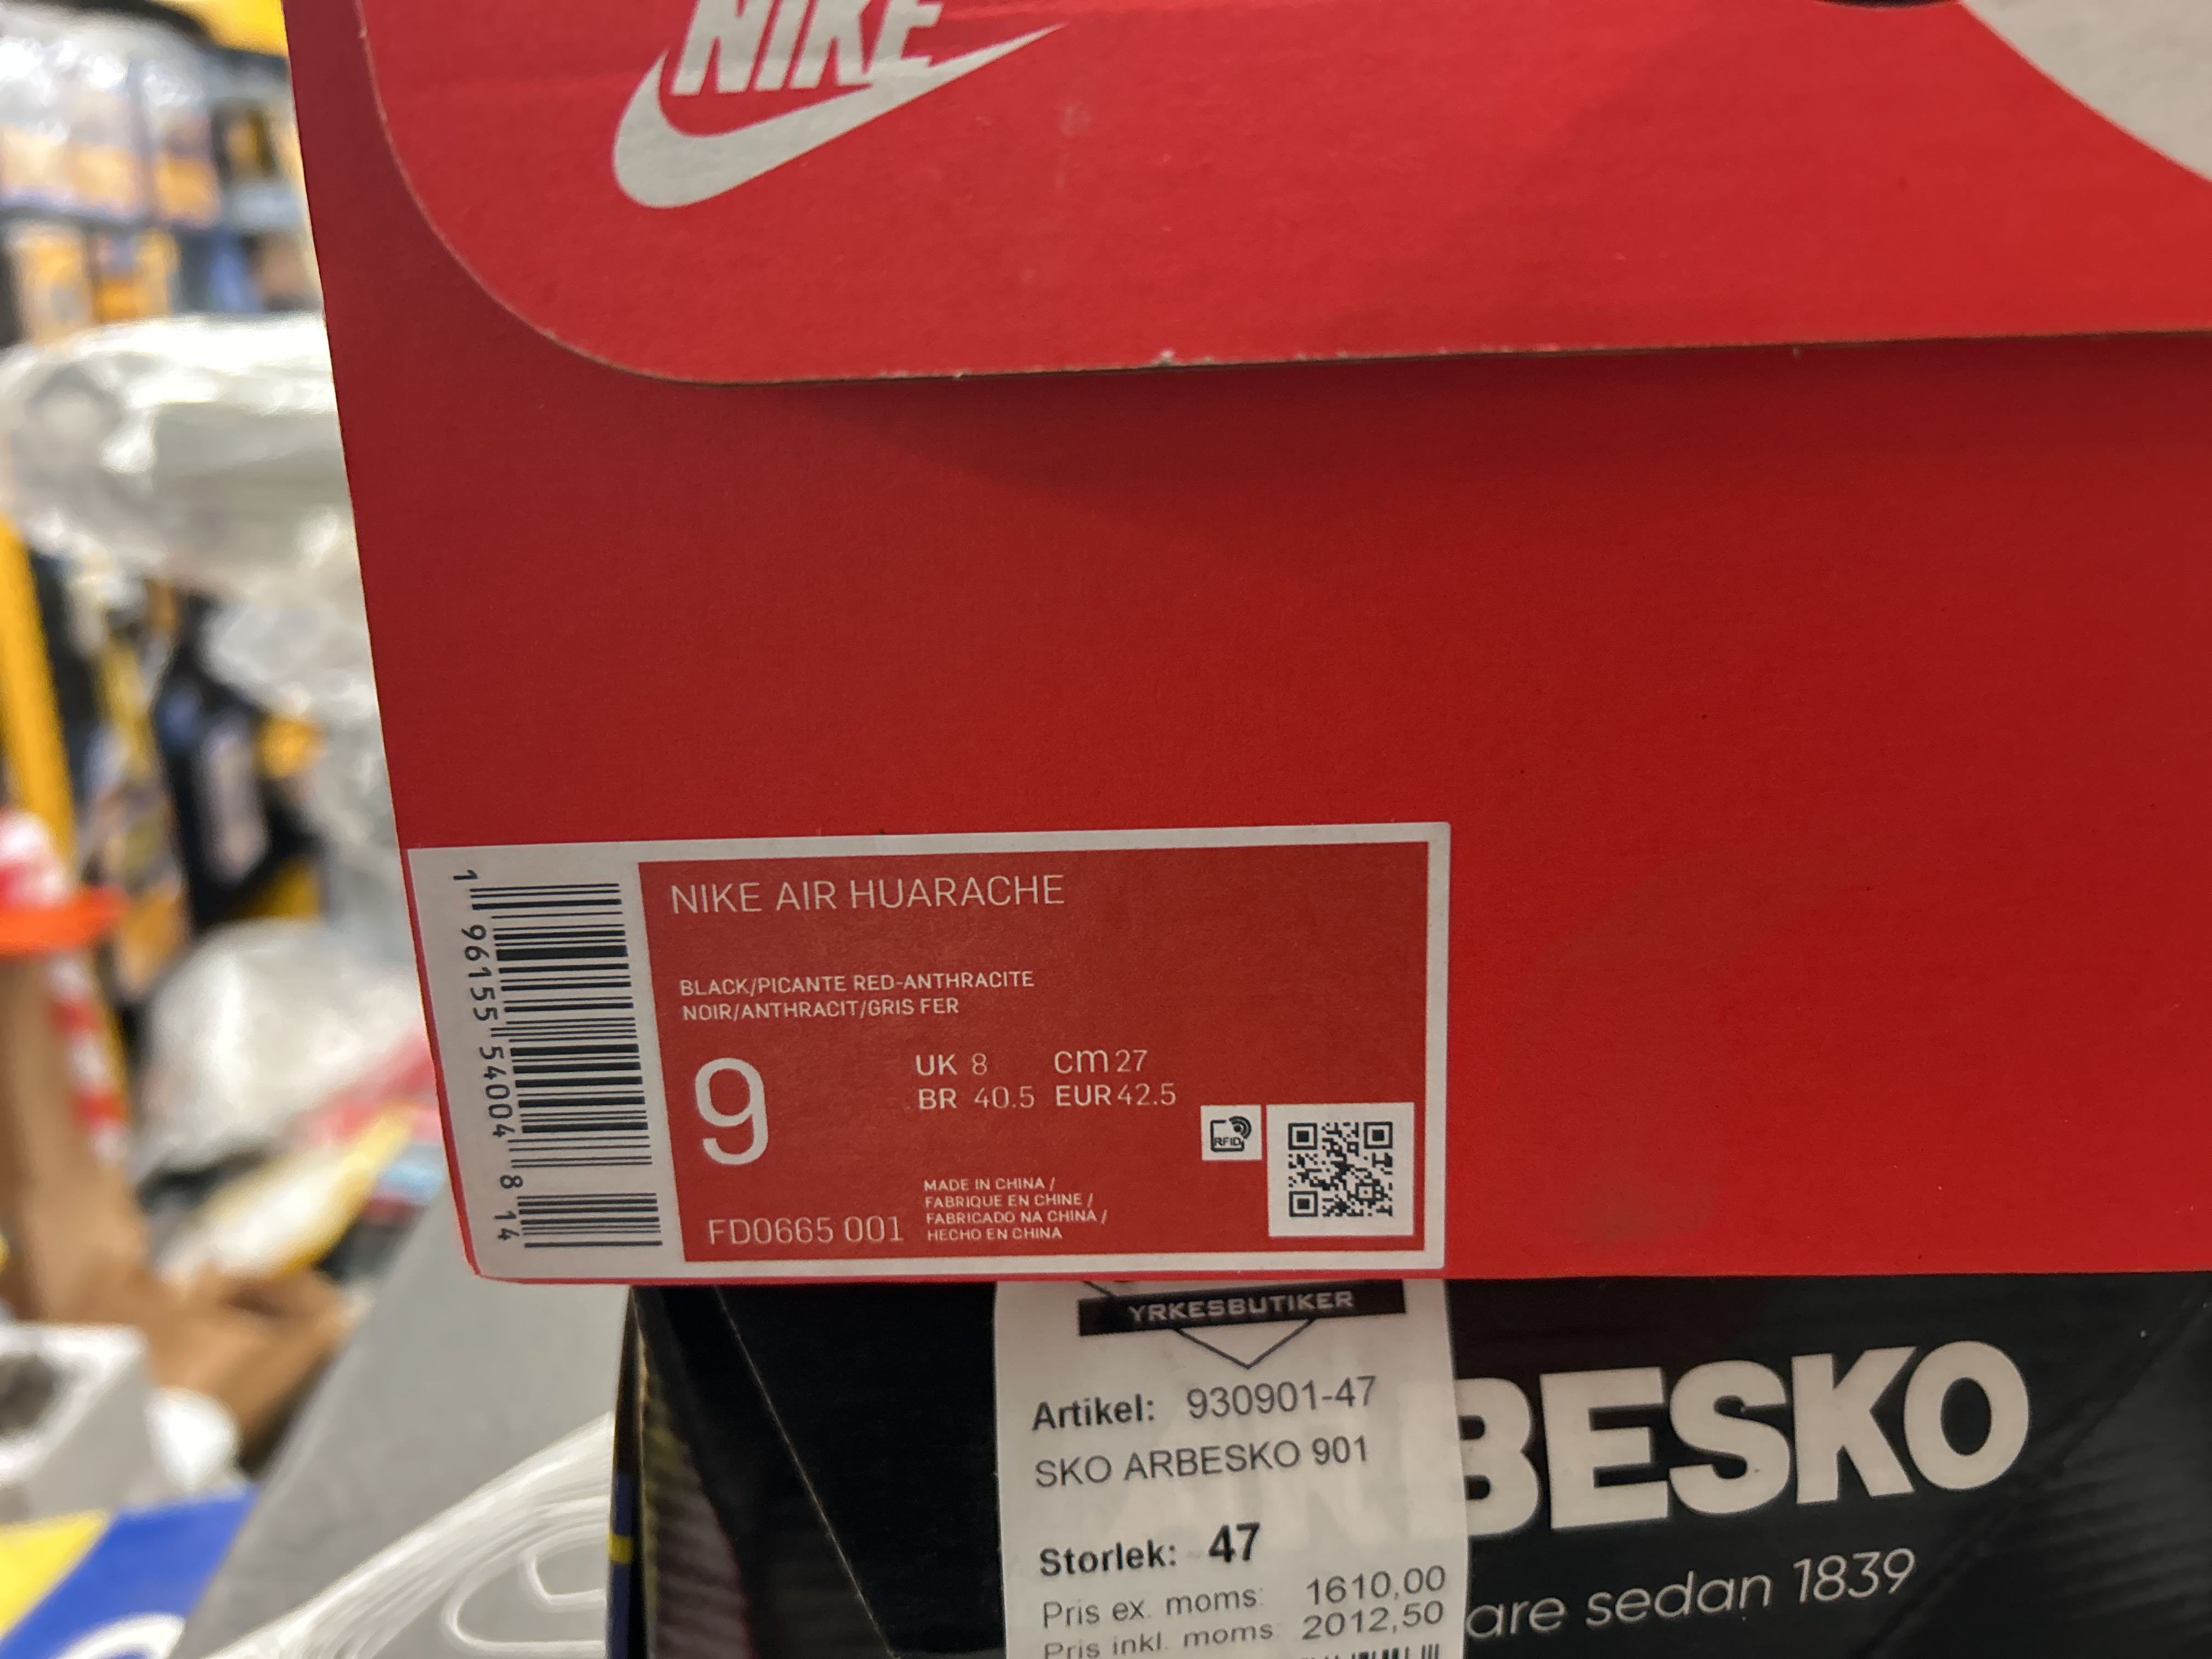 NIKE
NIKE AIR HUARACHE
BLACK/PICANTE RED-ANTHRACITE
NOIR/ANTHRACIT/GRIS FER
9
UK 8 cm 27
BR 40.5 EUR 42.5
RFID
MADE IN CHINA /
FABRIQUE EN CHINE /
FABRICADO NA CHINA /
HECHO EN CHINA
FD0665 001
1 96155 54004 8 14
YRKESBUTIKER
Artikel: 930901-47
SKO ARBESKO 901
Storlek: 47
Pris ex. moms: 1610,00
Pris inkl. moms: 2012,50
BESKO
are sedan 1839